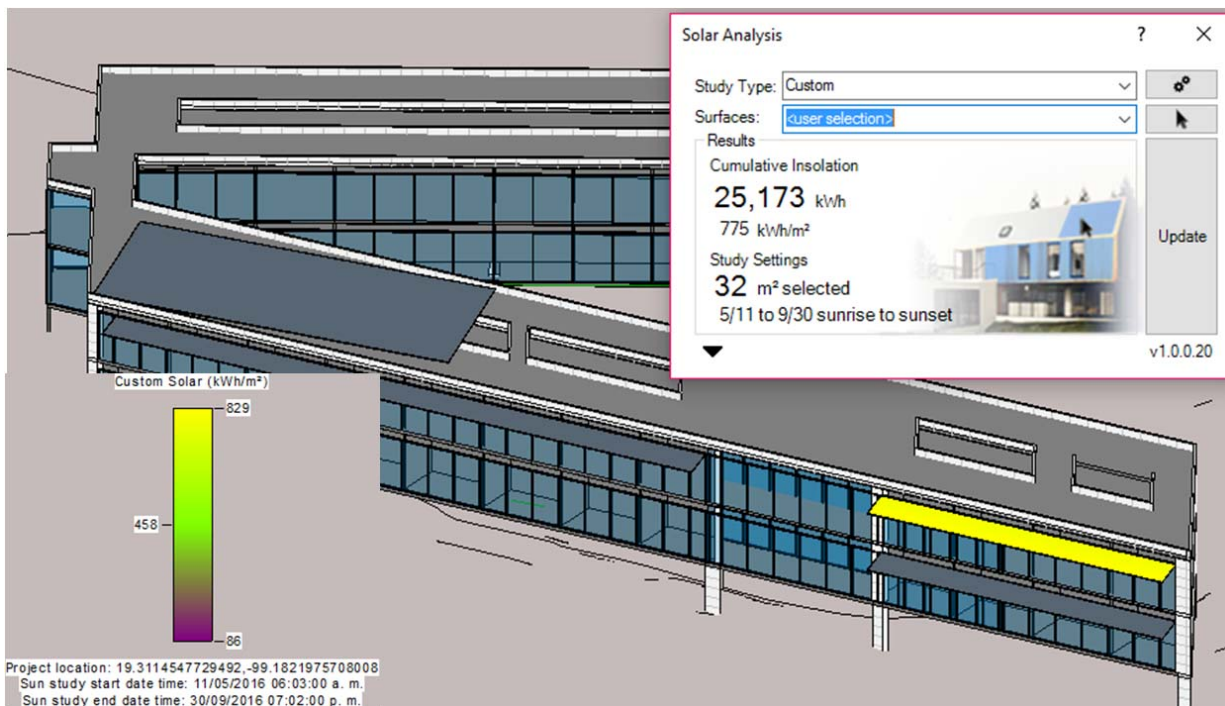 Solar Analysis
? X
Study Type: Custom
Surfaces: <user selection>
Results
Cumulative Insolation
25,173 kWh
775 kWh/m²
Study Settings
32 m² selected
5/11 to 9/30 sunrise to sunset
Update
v1.0.0.20
Custom Solar (kWh/m²)
829
458
86
Project location: 19.3114547729492,-99.1821975708008
Sun study start date time: 11/05/2016 06:03:00 a. m.
Sun study end date time: 30/09/2016 07:02:00 p. m.